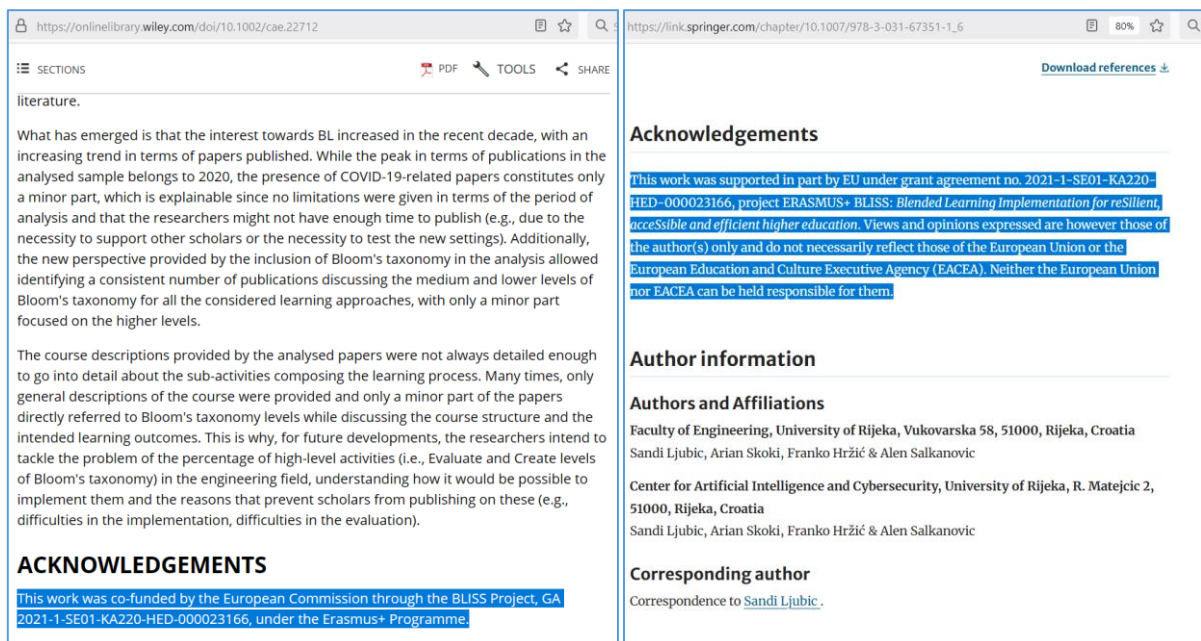 https://onlinelibrary.wiley.com/doi/10.1002/cae.22712
SECTIONS
PDF
TOOLS
SHARE
literature.
What has emerged is that the interest towards BL increased in the recent decade, with an
increasing trend in terms of papers published. While the peak in terms of publications in the
analysed sample belongs to 2020, the presence of COVID-19-related papers constitutes only
a minor part, which is explainable since no limitations were given in terms of the period of
analysis and that the researchers might not have enough time to publish (e.g., due to the
necessity to support other scholars or the necessity to test the new settings). Additionally,
the new perspective provided by the inclusion of Bloom's taxonomy in the analysis allowed
identifying a consistent number of publications discussing the medium and lower levels of
Bloom's taxonomy for all the considered learning approaches, with only a minor part
focused on the higher levels.
The course descriptions provided by the analysed papers were not always detailed enough
to go into detail about the sub-activities composing the learning process. Many times, only
general descriptions of the course were provided and only a minor part of the papers
directly referred to Bloom's taxonomy levels while discussing the course structure and the
intended learning outcomes. This is why, for future developments, the researchers intend to
tackle the problem of the percentage of high-level activities (i.e., Evaluate and Create levels
of Bloom's taxonomy) in the engineering field, understanding how it would be possible to
implement them and the reasons that prevent scholars from publishing on these (e.g.,
difficulties in the implementation, difficulties in the evaluation).
ACKNOWLEDGEMENTS
This work was co-funded by the European Commission through the BLISS Project, GA
2021-1-SE01-KA220-HED-000023166, under the Erasmus+ Programme.
https://link.springer.com/chapter/10.1007/978-3-031-67351-1_6
80%
Download references
Acknowledgements
This work was supported in part by EU under grant agreement no. 2021-1-SE01-KA220-
HED-000023166, project ERASMUS+ BLISS: Blended Learning Implementation for reSilient,
acceSsible and efficient higher education. Views and opinions expressed are however those of
the author(s) only and do not necessarily reflect those of the European Union or the
European Education and Culture Executive Agency (EACEA). Neither the European Union
nor EACEA can be held responsible for them.
Author information
Authors and Affiliations
Faculty of Engineering, University of Rijeka, Vukovarska 58, 51000, Rijeka, Croatia
Sandi Ljubic, Arian Skoki, Franko Hržić & Alen Salkanovic
Center for Artificial Intelligence and Cybersecurity, University of Rijeka, R. Matejcic 2,
51000, Rijeka, Croatia
Sandi Ljubic, Arian Skoki, Franko Hržić & Alen Salkanovic
Corresponding author
Correspondence to Sandi Ljubic .